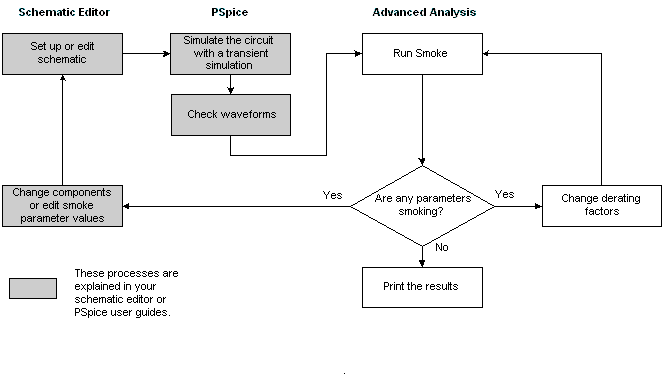 Schematic Editor
PSpice
Advanced Analysis
Set up or edit
schematic
Simulate the circuit
with a transient
simulation
Run Smoke
Check waveforms
Change components
or edit smoke
parameter values
Yes
Are any parameters
smoking?
Yes
Change derating
factors
No
Print the results
These processes are
explained in your
schematic editor or
PSpice user guides.